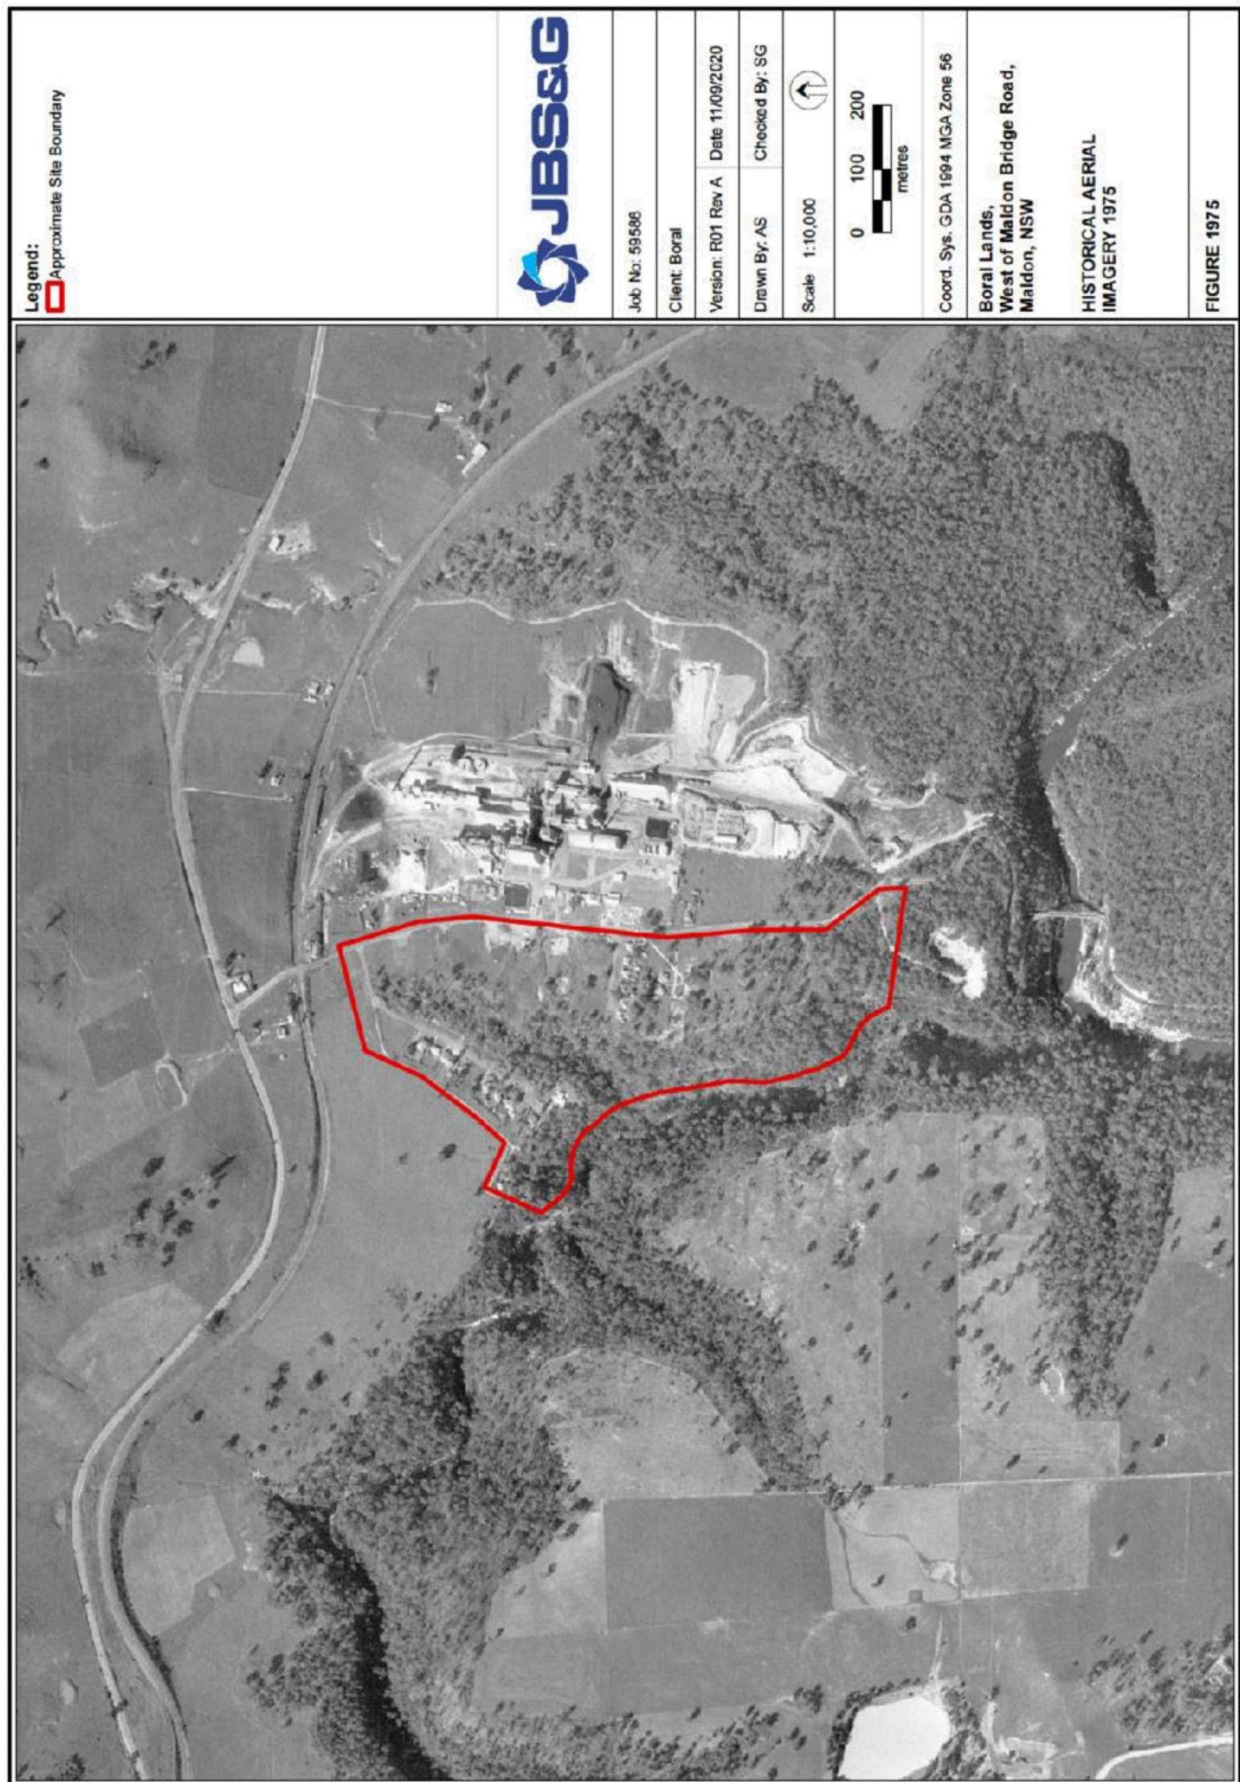 Legend:
Approximate Site Boundary
JBS&G
Job No: 59586
Client: Boral
Version: R01 Rev A Date 11/09/2020
Drawn By: AS Checked By: SG
Scale 1:10,000
0 100 200
metres
Coord. Sys. GDA 1994 MGA Zone 56
Boral Lands,
West of Maldon Bridge Road,
Maldon, NSW
HISTORICAL AERIAL
IMAGERY 1975
FIGURE 1975